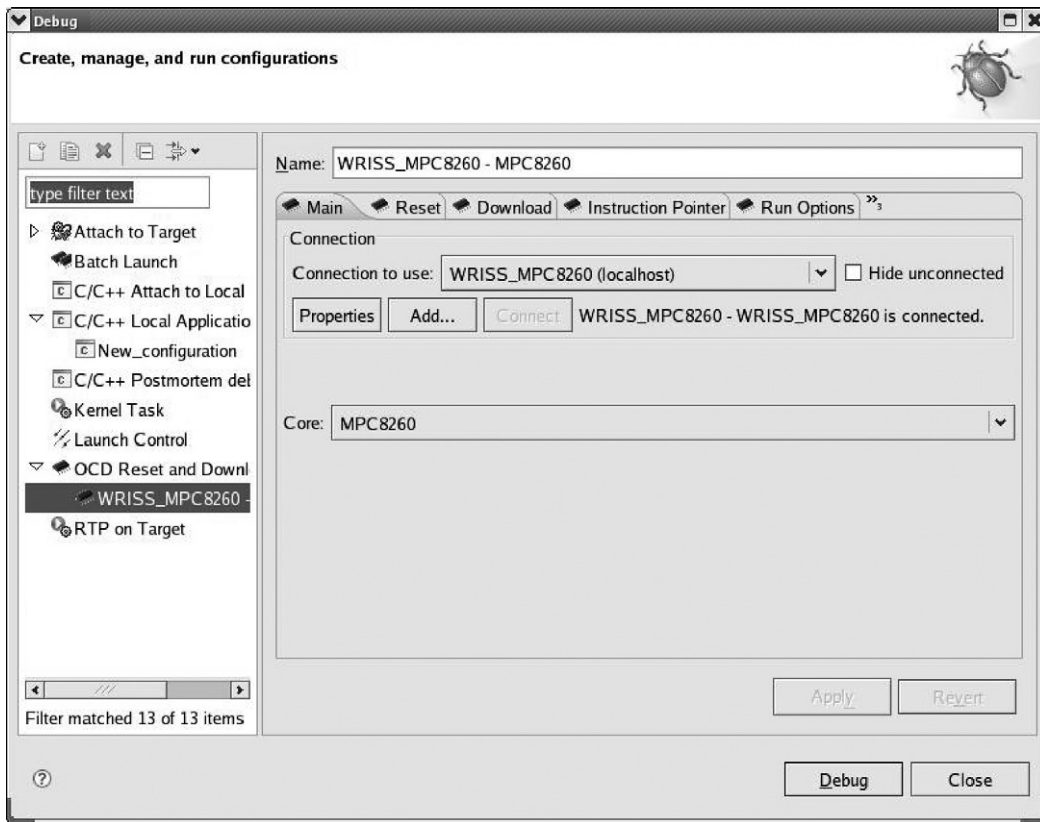 Debug
Create, manage, and run configurations
type filter text
Attach to Target
Batch Launch
C/C++ Attach to Local
C/C++ Local Applicatio
New_configuration
C/C++ Postmortem del
Kernel Task
Launch Control
OCD Reset and Downl
WRISS_MPC8260 -
RTP on Target
Filter matched 13 of 13 items
Name: WRISS_MPC8260 - MPC8260
Main Reset Download Instruction Pointer Run Options »3
Connection
Connection to use: WRISS_MPC8260 (localhost) Hide unconnected
Properties Add... Connect WRISS_MPC8260 - WRISS_MPC8260 is connected.
Core: MPC8260
Apply Revert
? Debug Close